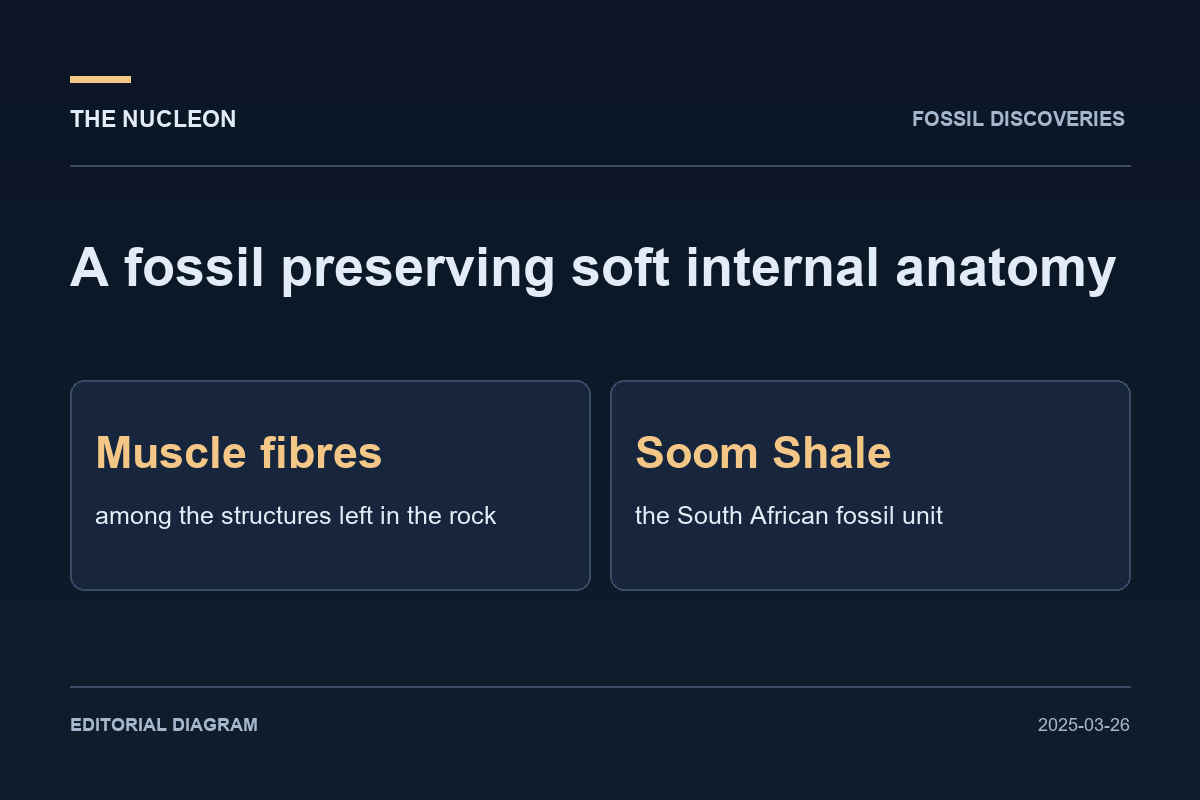 THE NUCLEON
FOSSIL DISCOVERIES
A fossil preserving soft internal anatomy
Muscle fibres
among the structures left in the rock
Soom Shale
the South African fossil unit
EDITORIAL DIAGRAM
2025-03-26